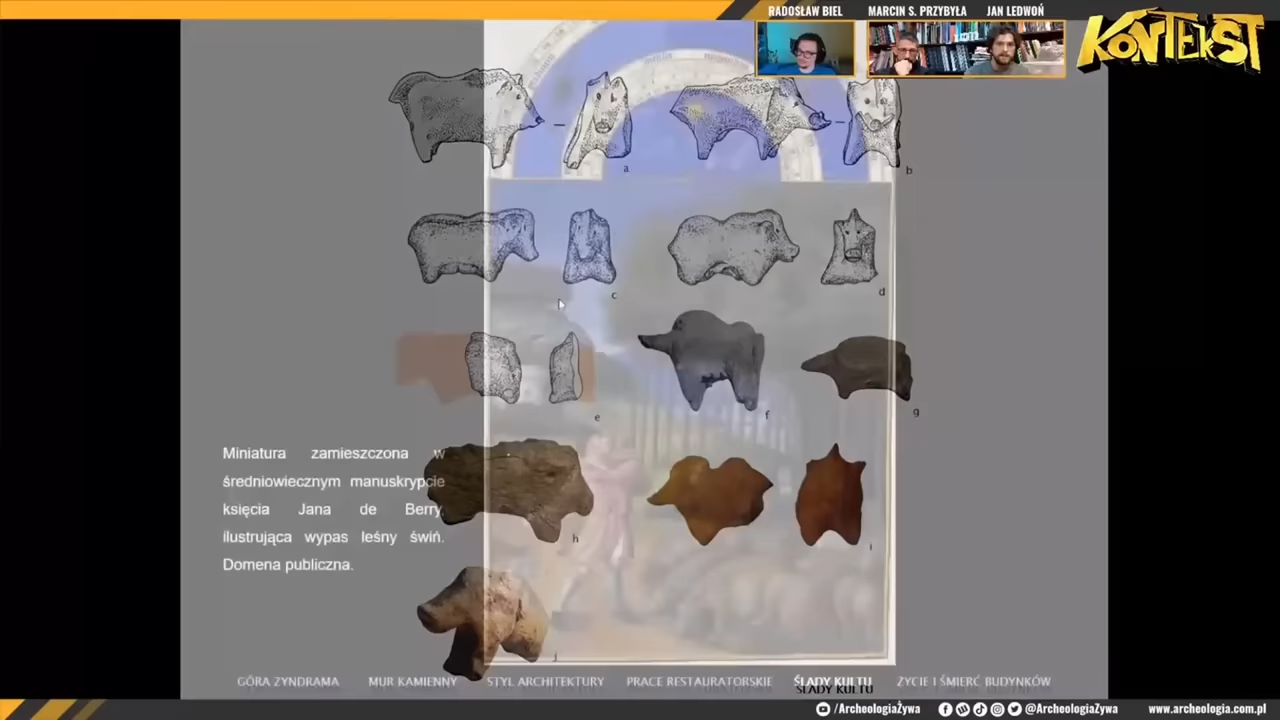 RADOSŁAW BIEL MARCIN S. PRZYBYŁA JAN LEDWOŃ
KONTEKST
a
b
c
d
e
f
g
Miniatura zamieszczona w
średniowiecznym manuskrypcie
księcia Jana de Berry,
ilustrująca wypas leśny świń.
Domena publiczna.
h
i
j
GÓRA ZYNDRAMA MUR KAMIENNY STYL ARCHITEKTURY PRACE RESTAURATORSKIE ŚLADY KULTU ŻYCIE I ŚMIERĆ BUDYNKÓW
ŚLADY KULTU
/ArcheologiaŻywa @ArcheologiaZywa www.archeologia.com.pl